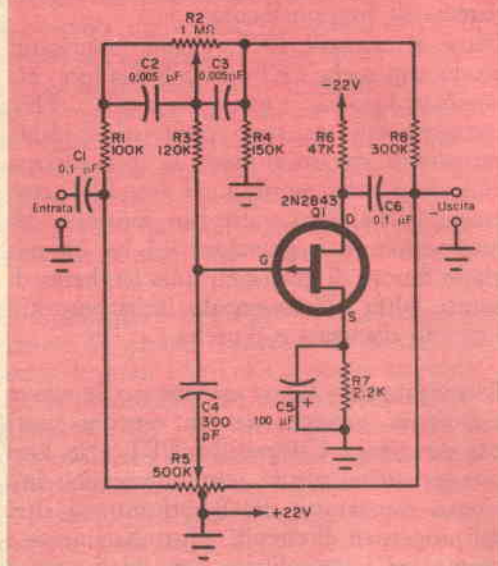 R2
1 MΩ
C2
0,005 µF
C3
0,005µF
-22V
R1
100K
R3
120K
R4
150K
R6
47K
R8
300K
C1
0,1 µF
2N2843
Q1
D
C6
0,1 µF
Entrata
Uscita
G
S
C4
300
pF
C5
100 µF
+
R7
2.2K
R5
500K
+22V